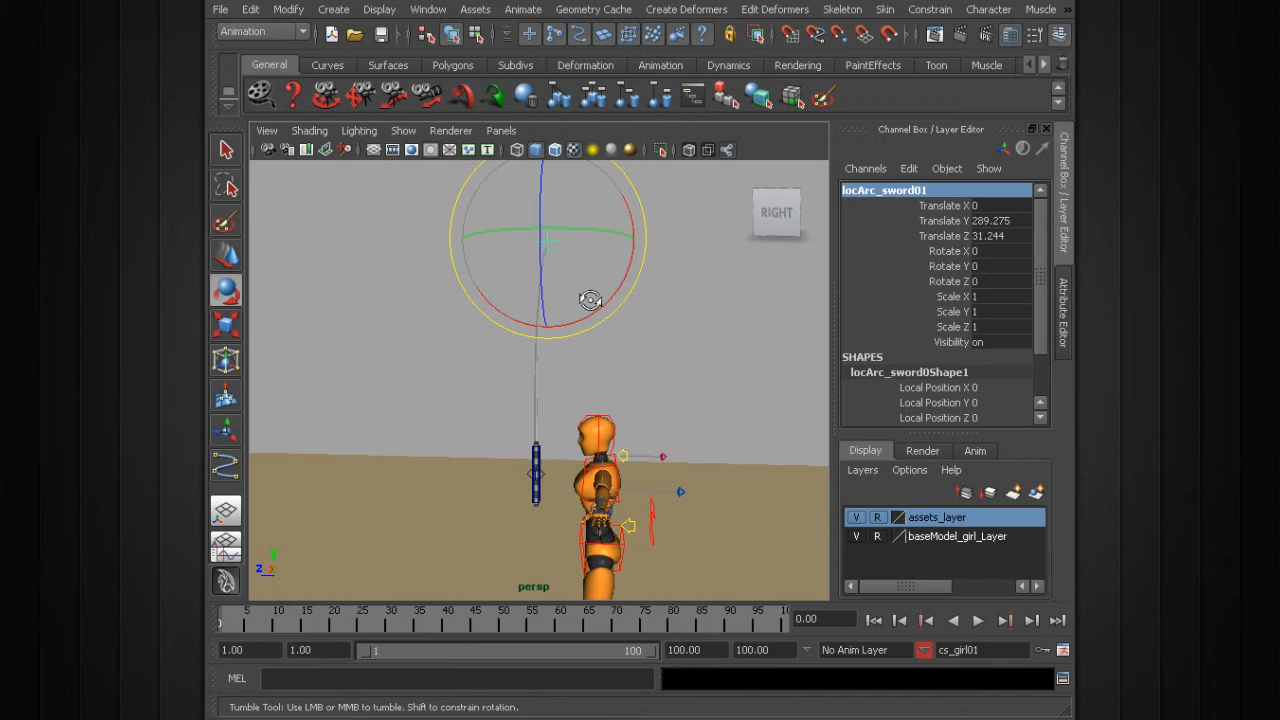 File Edit Modify Create Display Window Assets Animate Geometry Cache Create Deformers Edit Deformers Skeleton Skin Constrain Character Muscle »
Animation
General Curves Surfaces Polygons Subdivs Deformation Animation Dynamics Rendering PaintEffects Toon Muscle
View Shading Lighting Show Renderer Panels
Channel Box / Layer Editor
Channels Edit Object Show
locArc_sword01
Translate X 0
Translate Y 289.275
Translate Z 31.244
Rotate X 0
Rotate Y 0
Rotate Z 0
Scale X 1
Scale Y 1
Scale Z 1
Visibility on
SHAPES
locArc_sword0Shape1
Local Position X 0
Local Position Y 0
Local Position Z 0
Channel Box / Layer Editor
Attribute Editor
RIGHT
y
z x
persp
Display Render Anim
Layers Options Help
V R assets_layer
V R baseModel_girl_Layer
0 5 10 15 20 25 30 35 40 45 50 55 60 65 70 75 80 85 90 95 10
0.00
1.00 1.00 1 100 100.00 100.00 No Anim Layer cs_girl01
MEL
Tumble Tool: Use LMB or MMB to tumble. Shift to constrain rotation.